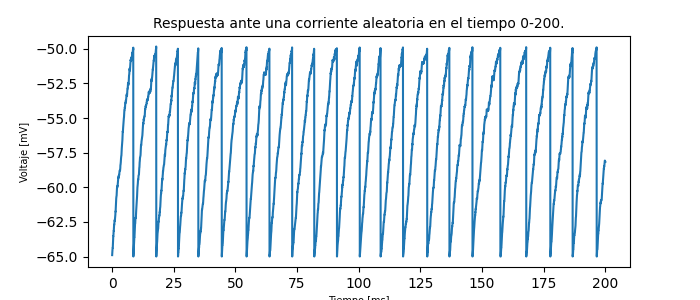 Respuesta ante una corriente aleatoria en el tiempo 0-200.
−50.0
−52.5
−55.0
−57.5
−60.0
−62.5
−65.0
Voltaje [mV]
0 25 50 75 100 125 150 175 200
Tiempo [ms]